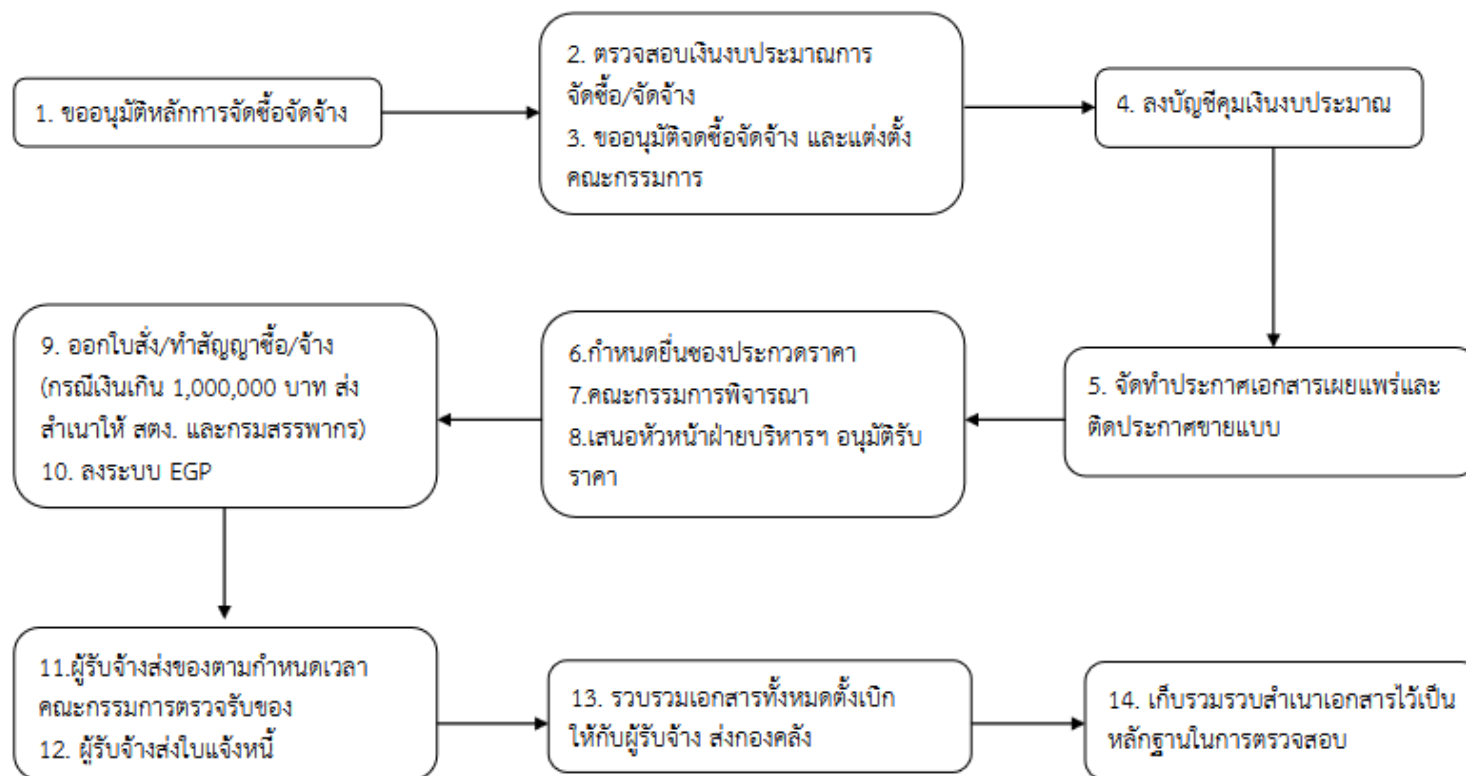 1. ขออนุมัติหลักการจัดซื้อจัดจ้าง
2. ตรวจสอบเงินงบประมาณการ
จัดซื้อ/จัดจ้าง
3. ขออนุมัติจดซื้อจัดจ้าง และแต่งตั้ง
คณะกรรมการ
4. ลงบัญชีคุมเงินงบประมาณ
5. จัดทำประกาศเอกสารเผยแพร่และ
ติดประกาศขายแบบ
6.กำหนดยื่นซองประกวดราคา
7.คณะกรรมการพิจารณา
8.เสนอหัวหน้าฝ่ายบริหารฯ อนุมัติรับ
ราคา
9. ออกใบสั่ง/ทำสัญญาซื้อ/จ้าง
(กรณีเงินเกิน 1,000,000 บาท ส่ง
สำเนาให้ สตง. และกรมสรรพากร)
10. ลงระบบ EGP
11.ผู้รับจ้างส่งของตามกำหนดเวลา
คณะกรรมการตรวจรับของ
12. ผู้รับจ้างส่งใบแจ้งหนี้
13. รวบรวมเอกสารทั้งหมดตั้งเบิก
ให้กับผู้รับจ้าง ส่งกองคลัง
14. เก็บรวมรวบสำเนาเอกสารไว้เป็น
หลักฐานในการตรวจสอบ